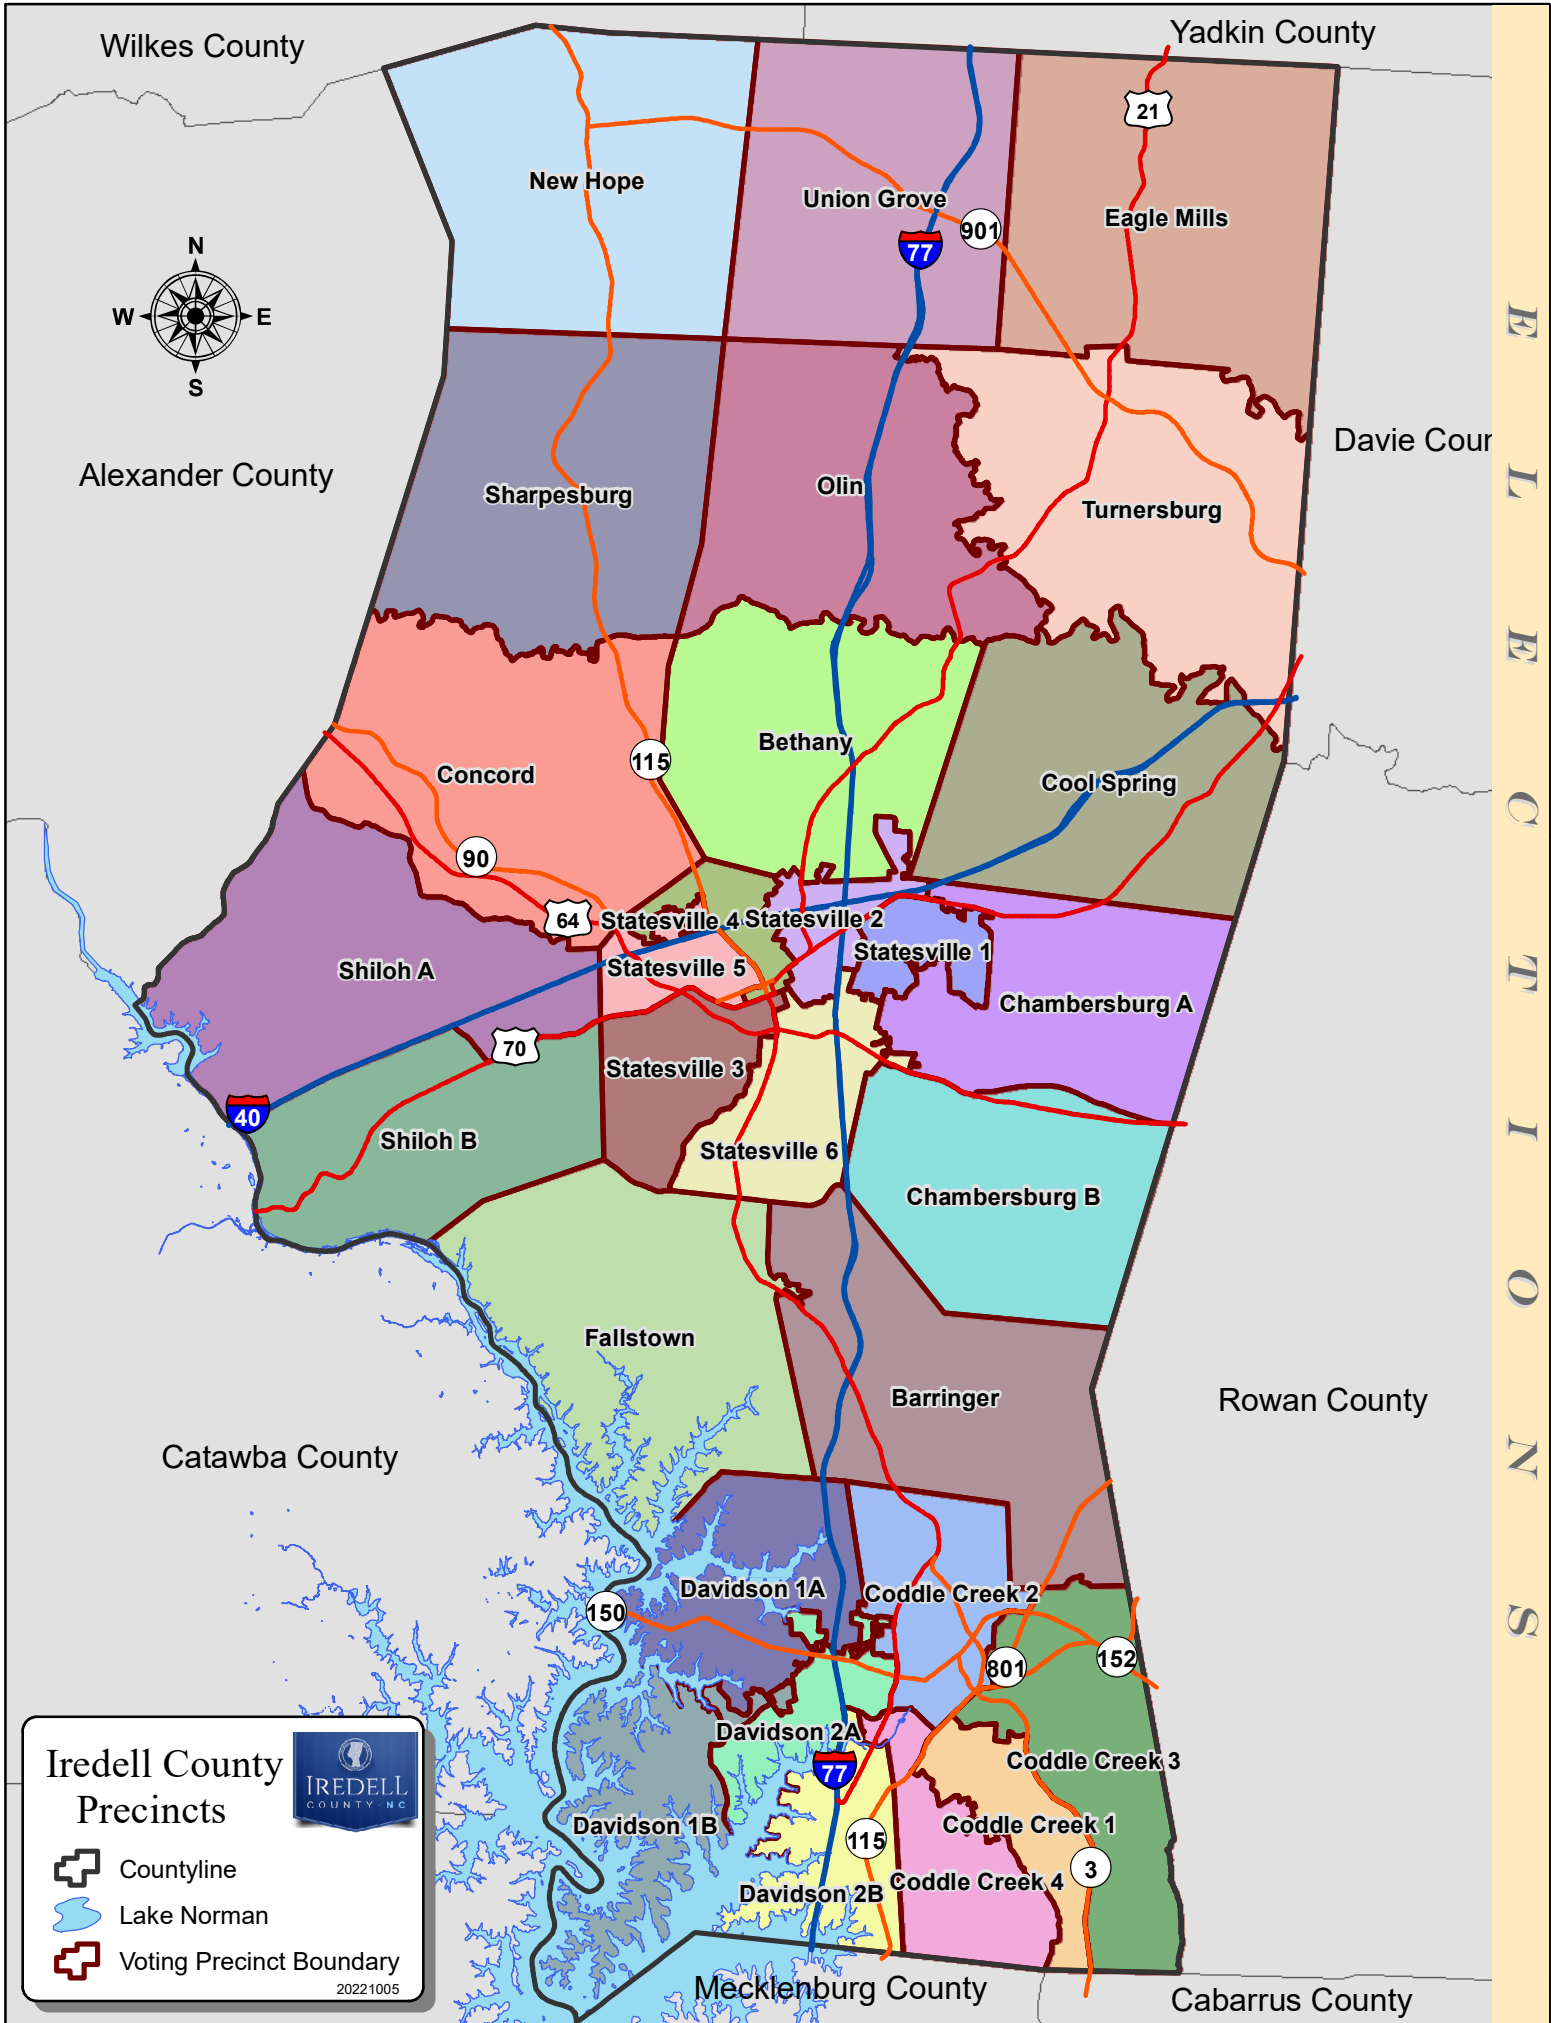 Wilkes County
Yadkin County
21
New Hope
Union Grove
Eagle Mills
901
77
N
W
E
S
Alexander County
Davie Cour
Sharpesburg
Olin
Turnersburg
Bethany
115
Concord
Cool Spring
90
64
Statesville 4
Statesville 2
Statesville 1
Shiloh A
Statesville 5
Chambersburg A
70
Statesville 3
40
Shiloh B
Statesville 6
Chambersburg B
Fallstown
Barringer
Rowan County
Catawba County
Davidson 1A
Coddle Creek 2
150
801
152
Davidson 2A
77
Coddle Creek 3
Davidson 1B
Coddle Creek 1
115
3
Davidson 2B
Coddle Creek 4
Mecklenburg County
Cabarrus County
Iredell County
Precincts
IREDELL
COUNTY NC
Countyline
Lake Norman
Voting Precinct Boundary
20221005
ELECTIONS